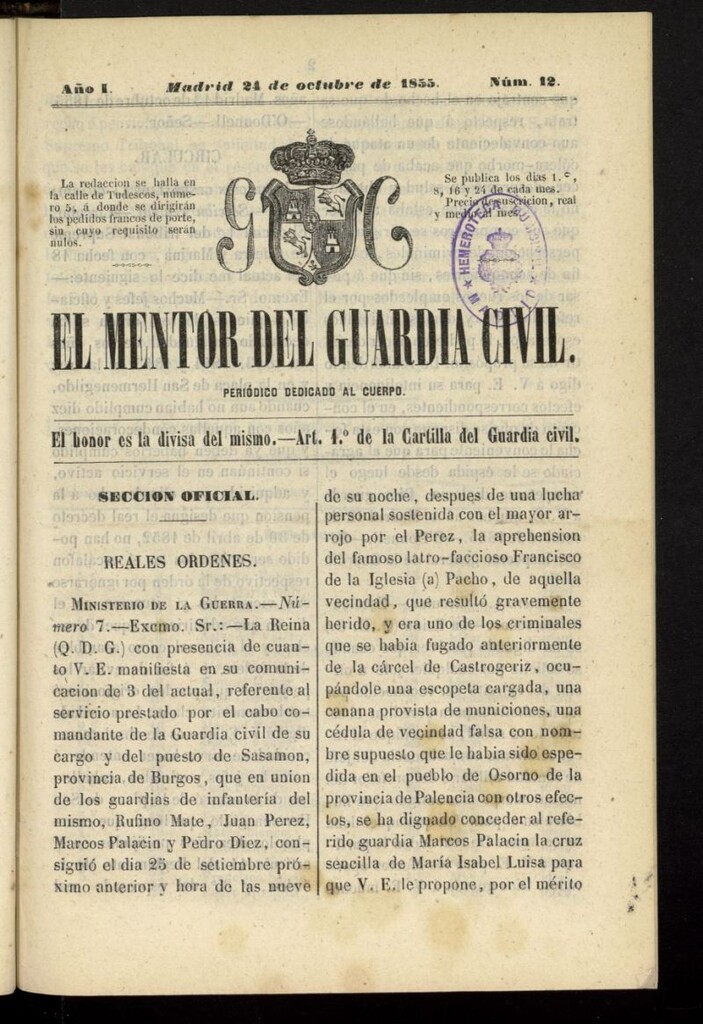 Año I. Madrid 24 de octubre de 1855. Núm. 12.
La redaccion se halla en
la calle de Tudescos, núme-
ro 5, á donde se dirigirán
los pedidos francos de porte,
sin cuyo requisito serán
nulos.
G C
Se publica los dias 1.º,
8, 16 y 24 de cada mes.
Precio de suscricion, real
y medio al mes.
HEMEROTECA
EL MENTOR DEL GUARDIA CIVIL.
PERIÓDICO DEDICADO AL CUERPO.
El honor es la divisa del mismo.—Art. 1.º de la Cartilla del Guardia civil.
SECCION OFICIAL.
REALES ORDENES.
MINISTERIO DE LA GUERRA.—Nú-
mero 7.—Excmo. Sr.:—La Reina
(Q. D. G.) con presencia de cuan-
to V. E. manifiesta en su comuni-
cacion de 3 del actual, referente al
servicio prestado por el cabo co-
mandante de la Guardia civil de su
cargo y del puesto de Sasamon,
provincia de Burgos, que en union
de los guardias de infantería del
mismo, Rufino Mate, Juan Perez,
Marcos Palacin y Pedro Diez, con-
siguió el dia 25 de setiembre pró-
ximo anterior y hora de las nueve
de su noche, despues de una lucha
personal sostenida con el mayor ar-
rojo por el Perez, la aprehension
del famoso latro-faccioso Francisco
de la Iglesia (a) Pacho, de aquella
vecindad, que resultó gravemente
herido, y era uno de los criminales
que se habia fugado anteriormente
de la cárcel de Castrogeriz, ocu-
pándole una escopeta cargada, una
canana provista de municiones, una
cédula de vecindad falsa con nom-
bre supuesto que le habia sido espe-
dida en el pueblo de Osorno de la
provincia de Palencia con otros efec-
tos, se ha dignado conceder al refe-
rido guardia Marcos Palacin la cruz
sencilla de María Isabel Luisa para
que V. E. le propone, por el mérito